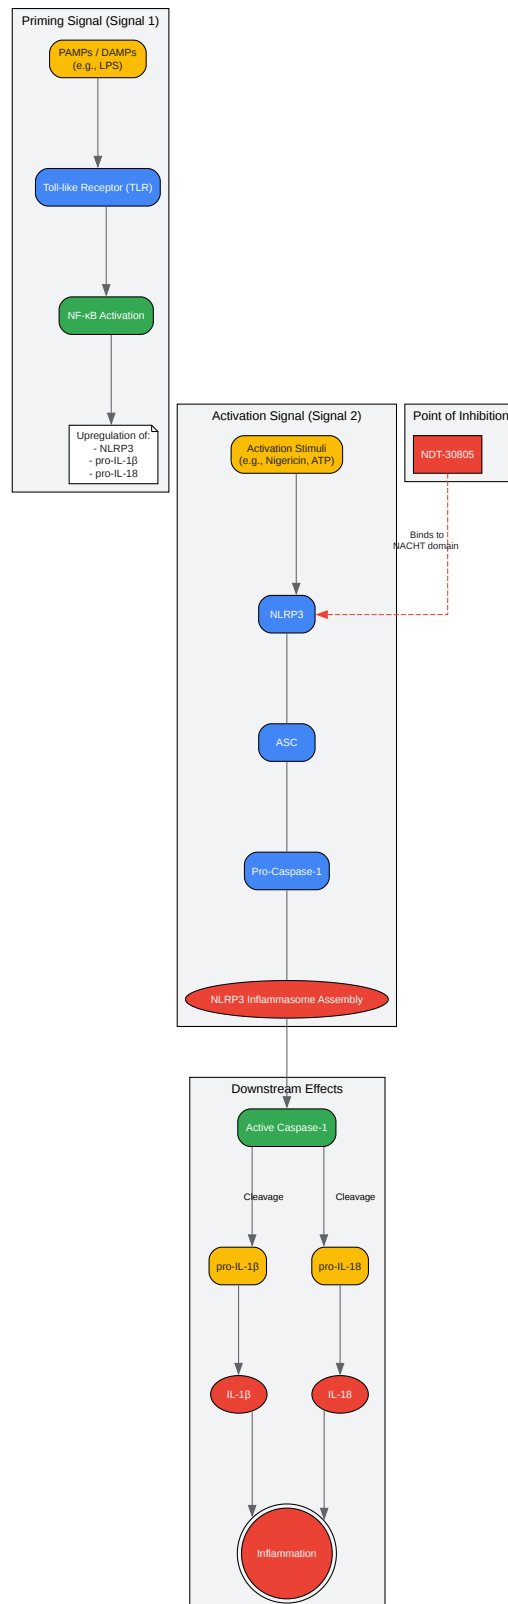 Priming Signal (Signal 1)
PAMPs / DAMPs
(e.g., LPS)
Toll-like Receptor (TLR)
NF-κB Activation
Upregulation of:
- NLRP3
- pro-IL-1β
- pro-IL-18
Activation Signal (Signal 2)
Activation Stimuli
(e.g., Nigericin, ATP)
Point of Inhibition
NDT-30805
Binds to
NACHT domain
NLRP3
ASC
Pro-Caspase-1
NLRP3 Inflammasome Assembly
Downstream Effects
Active Caspase-1
Cleavage
Cleavage
pro-IL-1β
pro-IL-18
IL-1β
IL-18
Inflammation